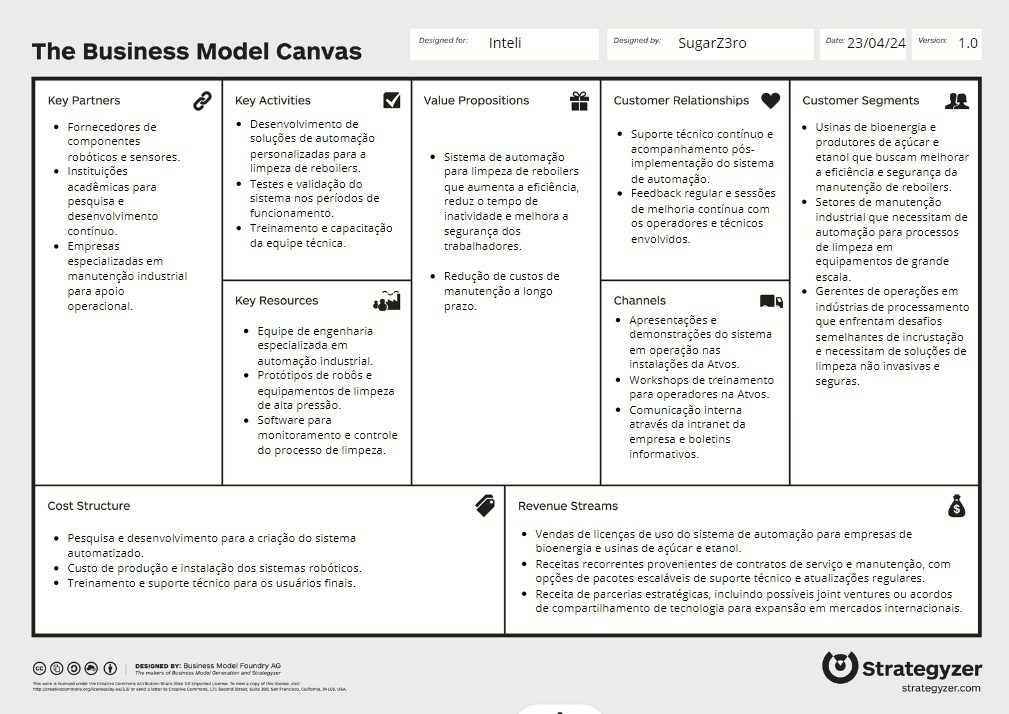 The Business Model Canvas
Designed for: Inteli
Designed by: SugarZ3ro
Date: 23/04/24
Version: 1.0
Key Partners
• Fornecedores de
componentes
robóticos e sensores.
• Instituições
acadêmicas para
pesquisa e
desenvolvimento
contínuo.
• Empresas
especializadas em
manutenção industrial
para apoio
operacional.
Key Activities
• Desenvolvimento de
soluções de automação
personalizadas para a
limpeza de reboilers.
• Testes e validação do
sistema nos períodos de
funcionamento.
• Treinamento e capacitação
da equipe técnica.
Key Resources
• Equipe de engenharia
especializada em
automação industrial.
• Protótipos de robôs e
equipamentos de limpeza
de alta pressão.
• Software para
monitoramento e controle
do processo de limpeza.
Value Propositions
• Sistema de automação
para limpeza de reboilers
que aumenta a eficiência,
reduz o tempo de
inatividade e melhora a
segurança dos
trabalhadores.
• Redução de custos de
manutenção a longo
prazo.
Customer Relationships
• Suporte técnico contínuo e
acompanhamento pós-
implementação do sistema
de automação.
• Feedback regular e sessões
de melhoria contínua com
os operadores e técnicos
envolvidos.
Channels
• Apresentações e
demonstrações do sistema
em operação nas
instalações da Atvos.
• Workshops de treinamento
para operadores na Atvos.
• Comunicação interna
através da intranet da
empresa e boletins
informativos.
Customer Segments
• Usinas de bioenergia e
produtores de açúcar e
etanol que buscam melhorar
a eficiência e segurança da
manutenção de reboilers.
• Setores de manutenção
industrial que necessitam de
automação para processos
de limpeza em
equipamentos de grande
escala.
• Gerentes de operações em
indústrias de processamento
que enfrentam desafios
semelhantes de incrustação
e necessitam de soluções de
limpeza não invasivas e
seguras.
Cost Structure
• Pesquisa e desenvolvimento para a criação do sistema
automatizado.
• Custo de produção e instalação dos sistemas robóticos.
• Treinamento e suporte técnico para os usuários finais.
Revenue Streams
• Vendas de licenças de uso do sistema de automação para empresas de
bioenergia e usinas de açúcar e etanol.
• Receitas recorrentes provenientes de contratos de serviço e manutenção, com
opções de pacotes escaláveis de suporte técnico e atualizações regulares.
• Receita de parcerias estratégicas, incluindo possíveis joint ventures ou acordos
de compartilhamento de tecnologia para expansão em mercados internacionais.
DESIGNED BY: Business Model Foundry AG
The makers of Business Model Generation and Strategyzer
This work is licensed under the Creative Commons Attribution-Share Alike 3.0 Unported License. To view a copy of this license, visit:
http://creativecommons.org/licenses/by-sa/3.0/ or send a letter to Creative Commons, 171 Second Street, Suite 300, San Francisco, California, 94105, USA.
Strategyzer
strategyzer.com